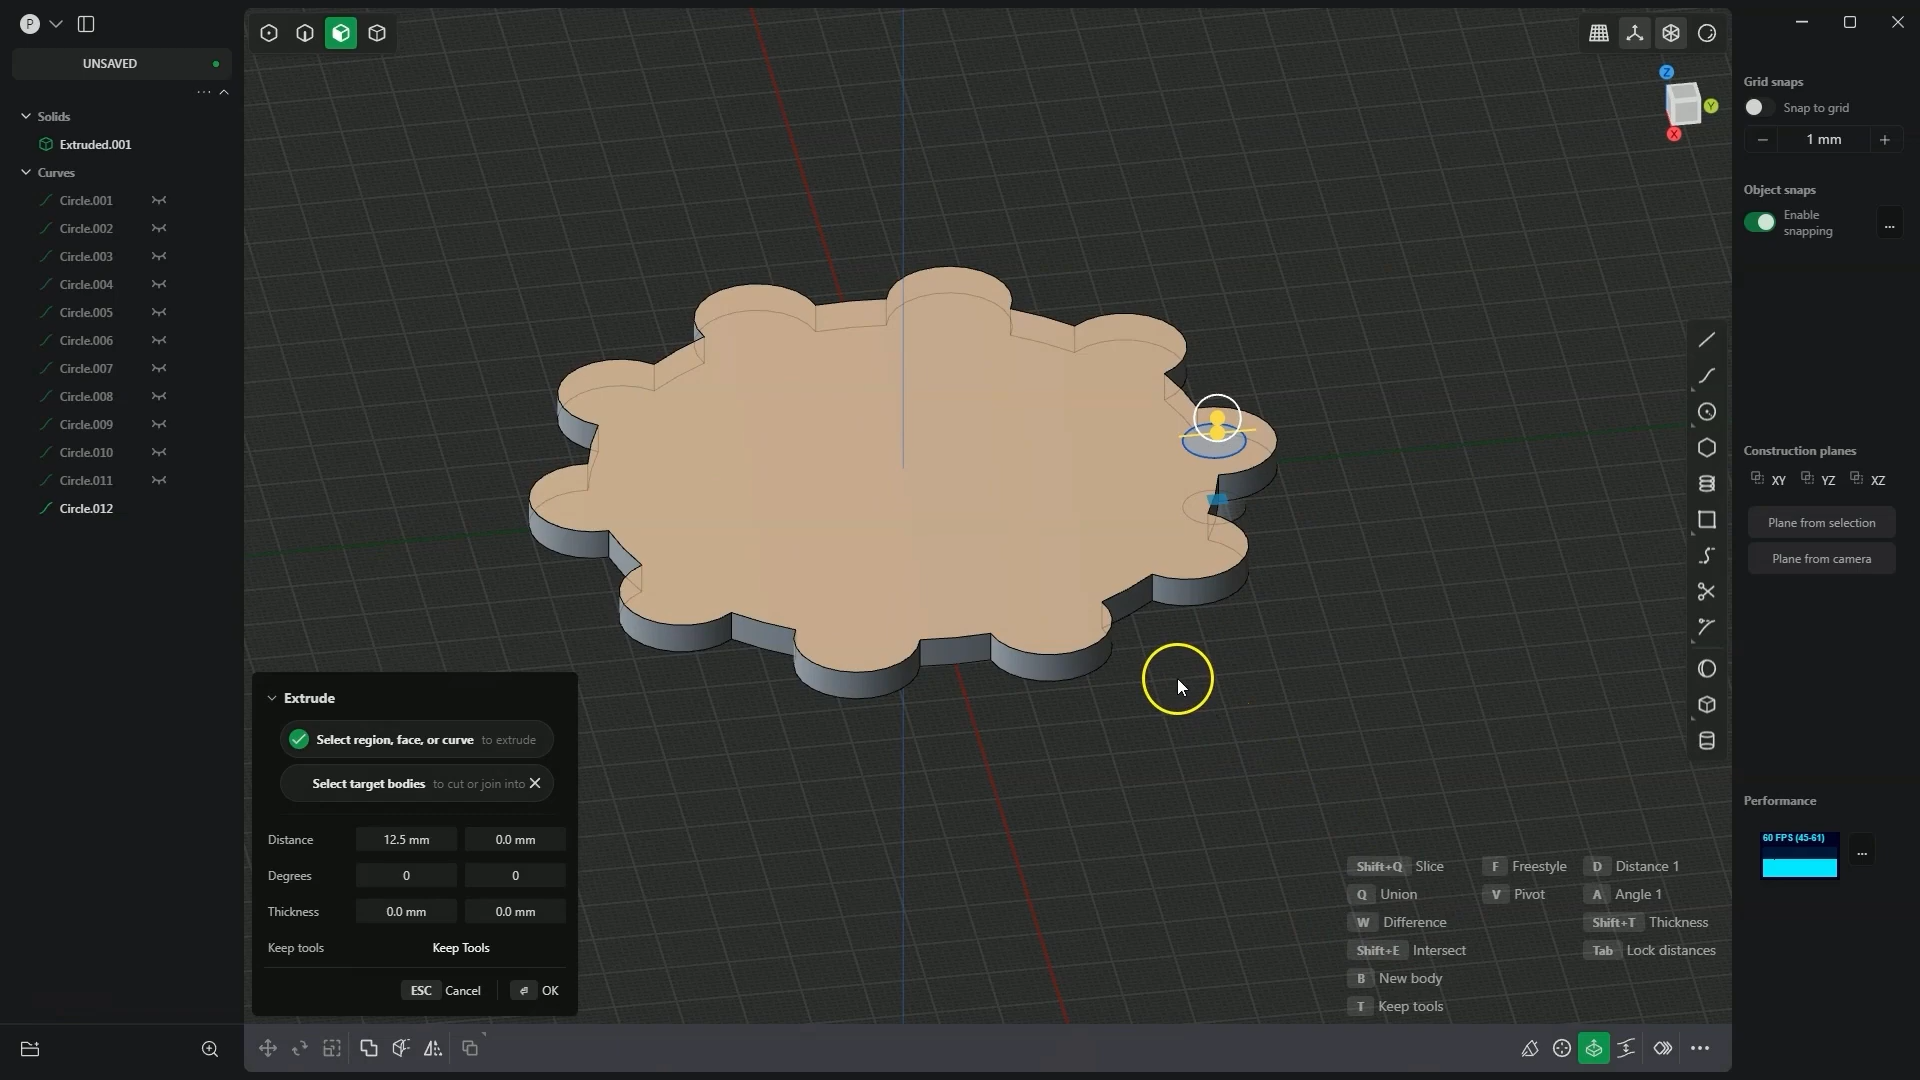 P
UNSAVED
...
Solids
Extruded.001
Curves
Circle.001
Circle.002
Circle.003
Circle.004
Circle.005
Circle.006
Circle.007
Circle.008
Circle.009
Circle.010
Circle.011
Circle.012
Z
Y
X
Grid snaps
Snap to grid
− 1 mm +
Object snaps
Enable
snapping
...
Construction planes
XY YZ XZ
Plane from selection
Plane from camera
Performance
60 FPS (45-61)
...
Extrude
Select region, face, or curve to extrude
Select target bodies to cut or join into
Distance 12.5 mm 0.0 mm
Degrees 0 0
Thickness 0.0 mm 0.0 mm
Keep tools Keep Tools
ESC Cancel OK
Shift+Q Slice F Freestyle D Distance 1
Q Union V Pivot A Angle 1
W Difference Shift+T Thickness
Shift+E Intersect Tab Lock distances
B New body
T Keep tools